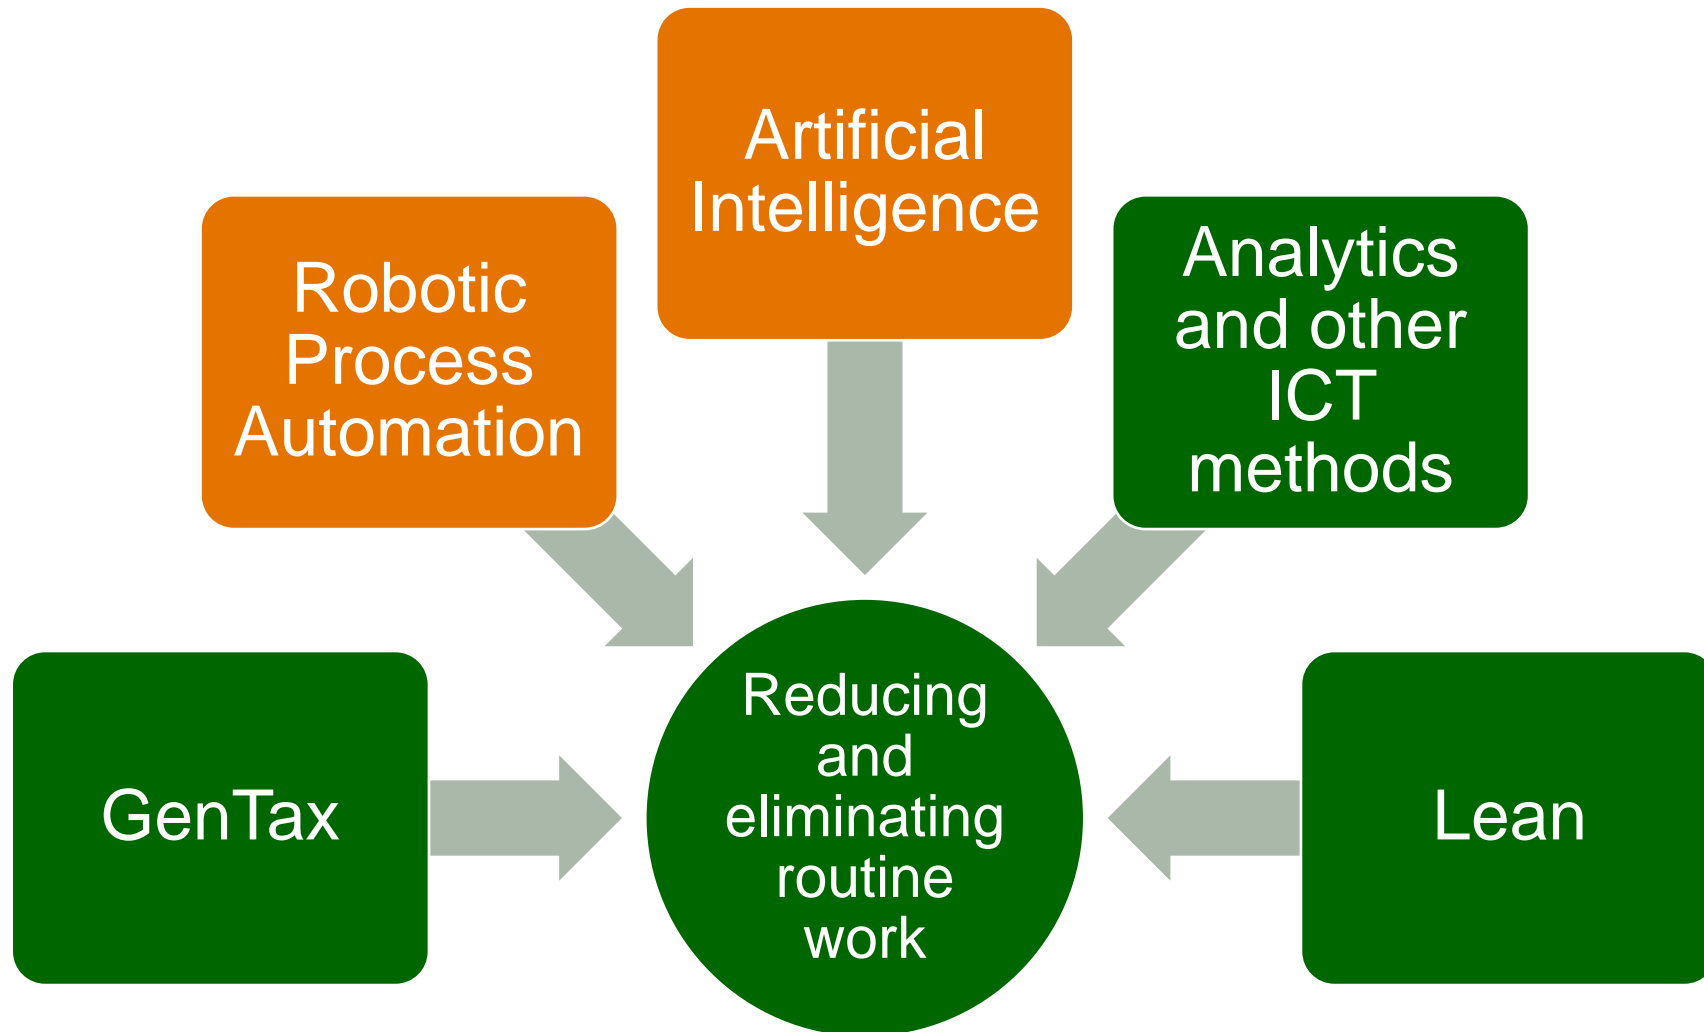 Artificial
Intelligence
Robotic
Process
Automation
Analytics
and other
ICT
methods
GenTax
Reducing
and
eliminating
routine
work
Lean